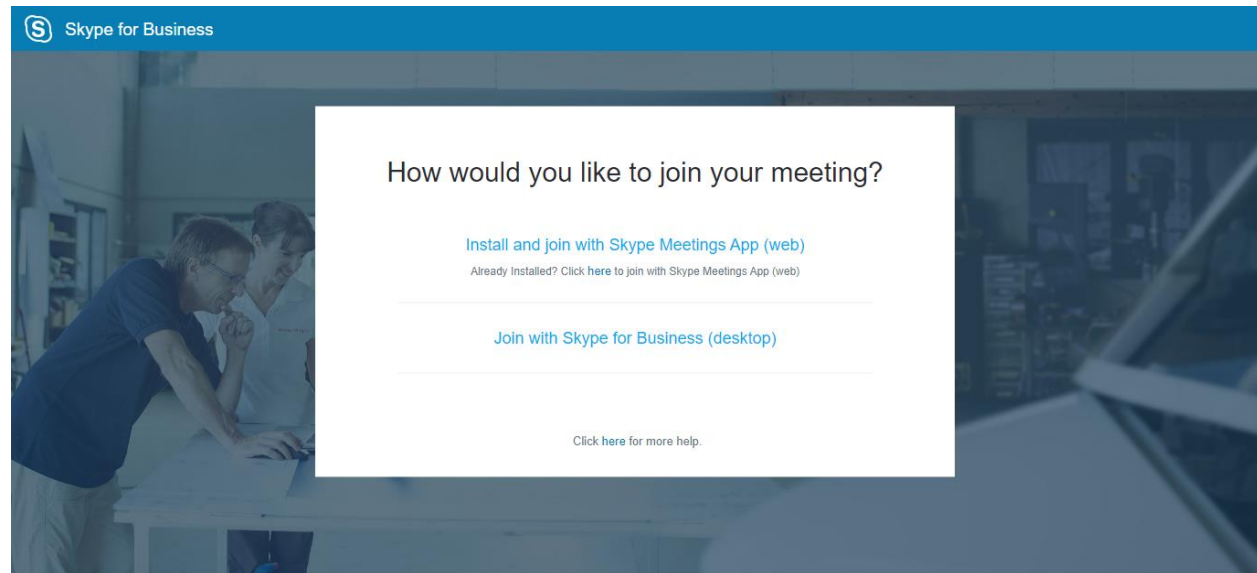 Skype for Business
How would you like to join your meeting?
Install and join with Skype Meetings App (web)
Already Installed? Click here to join with Skype Meetings App (web)
Join with Skype for Business (desktop)
Click here for more help.